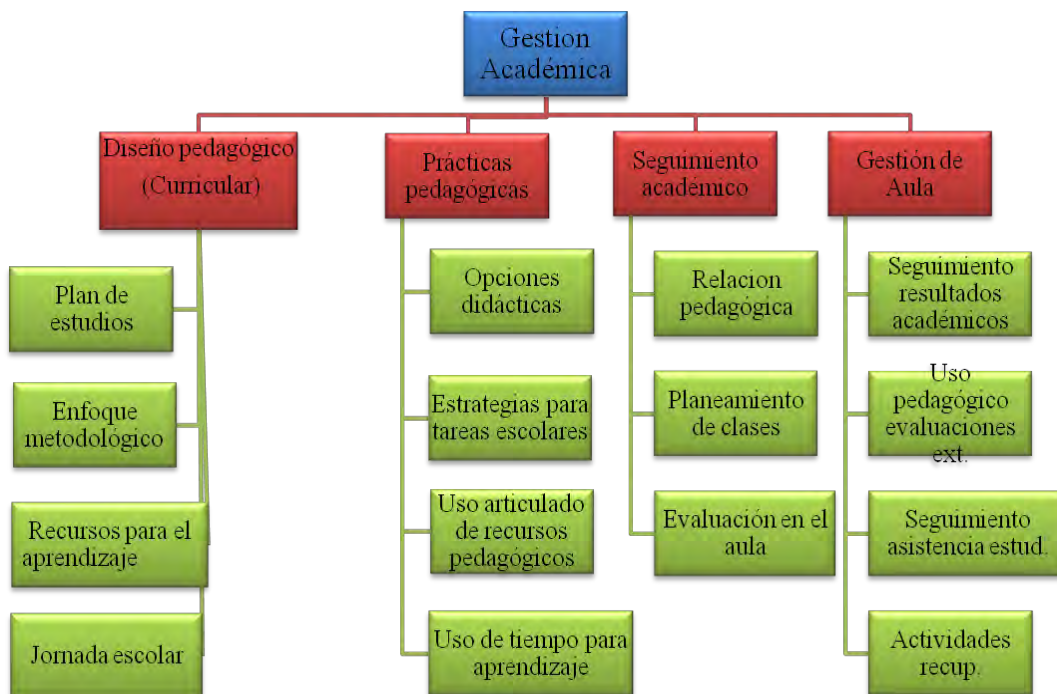 Gestion
Académica
Diseño pedagógico
(Curricular)
Prácticas
pedagógicas
Seguimiento
académico
Gestión de
Aula
Plan de
estudios
Enfoque
metodológico
Recursos para el
aprendizaje
Jornada escolar
Opciones
didácticas
Estrategias para
tareas escolares
Uso articulado
de recursos
pedagógicos
Uso de tiempo para
aprendizaje
Relacion
pedagógica
Planeamiento
de clases
Evaluación en el
aula
Seguimiento
resultados
académicos
Uso
pedagógico
evaluaciones
ext.
Seguimiento
asistencia estud.
Actividades
recup.